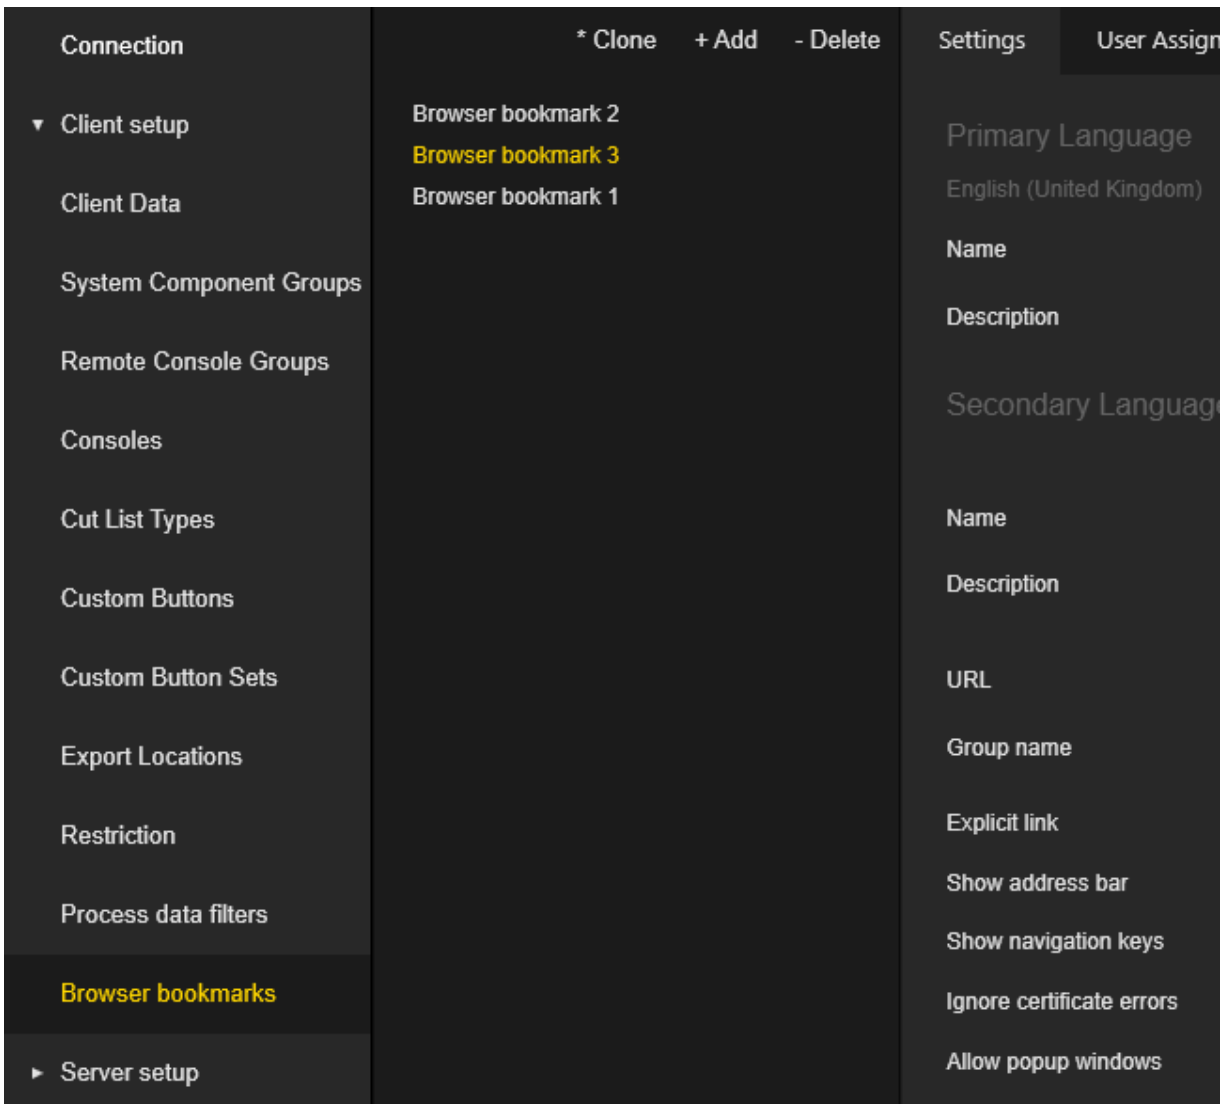 Connection
Client setup
Client Data
System Component Groups
Remote Console Groups
Consoles
Cut List Types
Custom Buttons
Custom Button Sets
Export Locations
Restriction
Process data filters
Browser bookmarks
Server setup
* Clone + Add - Delete
Browser bookmark 2
Browser bookmark 3
Browser bookmark 1
Settings User Assign
Primary Language
English (United Kingdom)
Name
Description
Secondary Language
Name
Description
URL
Group name
Explicit link
Show address bar
Show navigation keys
Ignore certificate errors
Allow popup windows